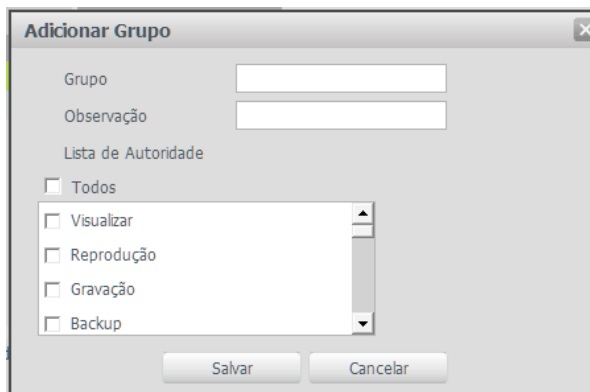 Adicionar Grupo
Grupo
Observação
Lista de Autoridade
Todos
Visualizar
Reprodução
Gravação
Backup
Salvar Cancelar